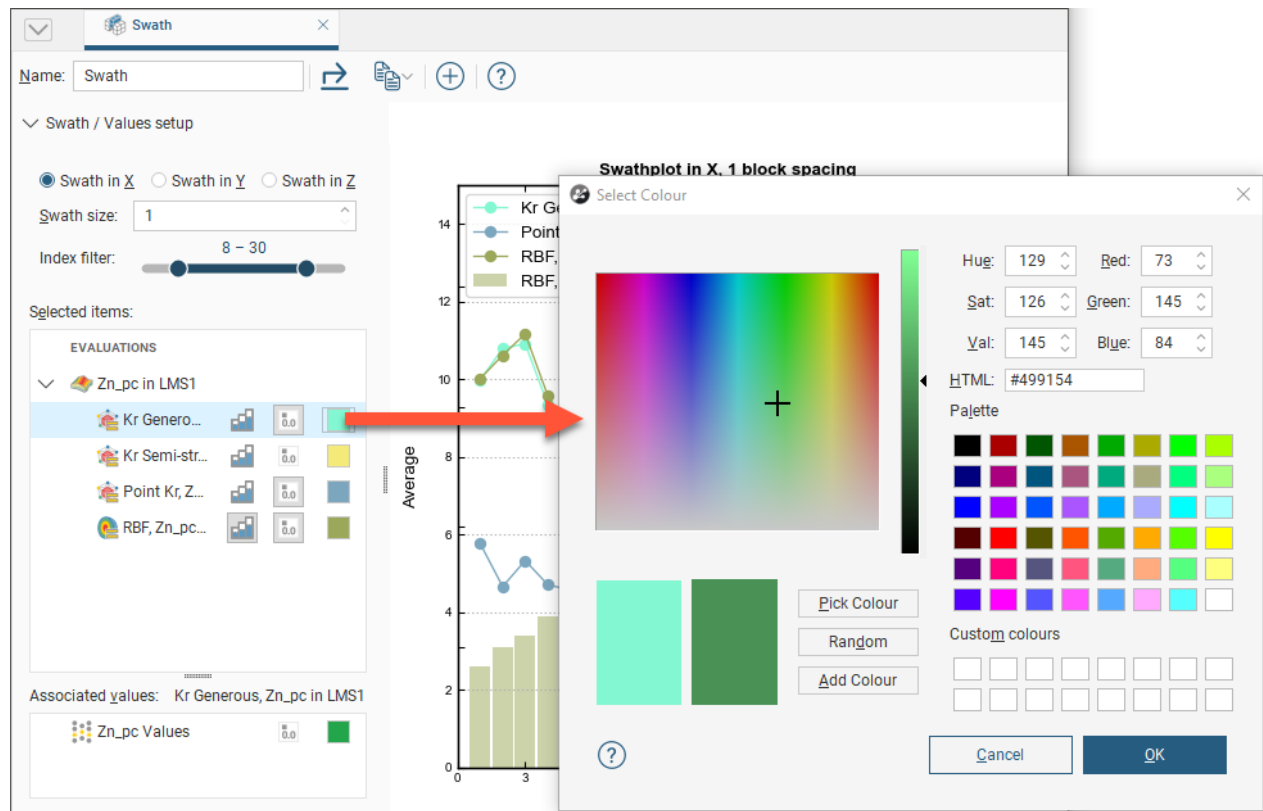 Swath
Name: Swath
Swath / Values setup
Swath in X Swath in Y Swath in Z
Swath size: 1
Index filter: 8 – 30
Selected items:
EVALUATIONS
Zn_pc in LMS1
Kr Genero... 0.0
Kr Semi-str... 0.0
Point Kr, Z... 0.0
RBF, Zn_pc... 0.0
Associated values: Kr Generous, Zn_pc in LMS1
Zn_pc Values 0.0
Swathplot in X, 1 block spacing
Kr Ge
Point
RBF,
RBF,
Average
14
12
10
8
6
4
2
0
0 3
Select Colour
Hue: 129 Red: 73
Sat: 126 Green: 145
Val: 145 Blue: 84
HTML: #499154
Palette
Pick Colour
Random
Add Colour
Custom colours
Cancel OK